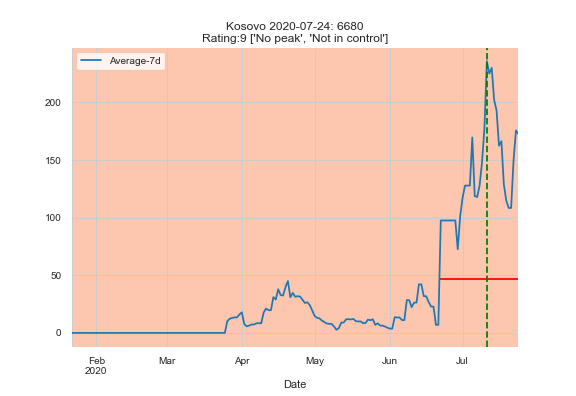 Kosovo 2020-07-24: 6680
Rating:9 ['No peak', 'Not in control']
Average-7d
200
150
100
50
0
Feb
2020
Mar
Apr
May
Jun
Jul
Date